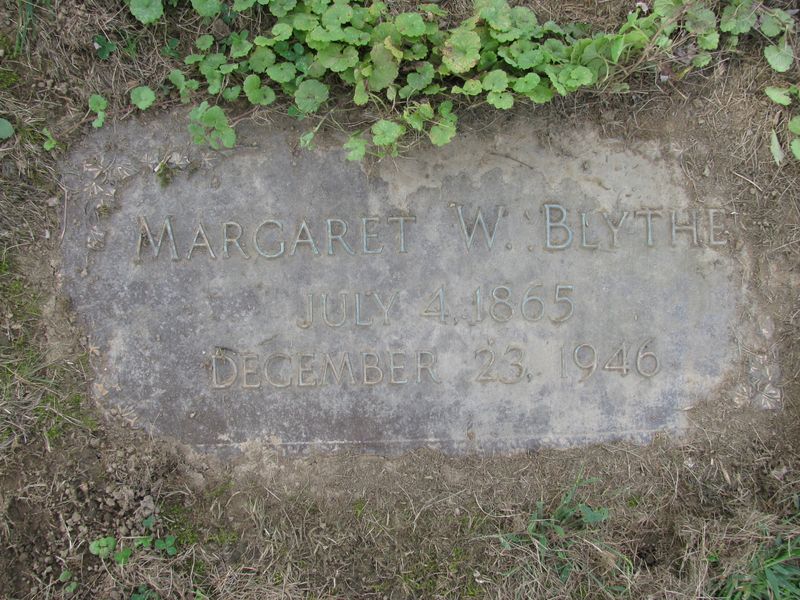 MARGARET W. BLYTHE
JULY 4, 1865
DECEMBER 23, 1946